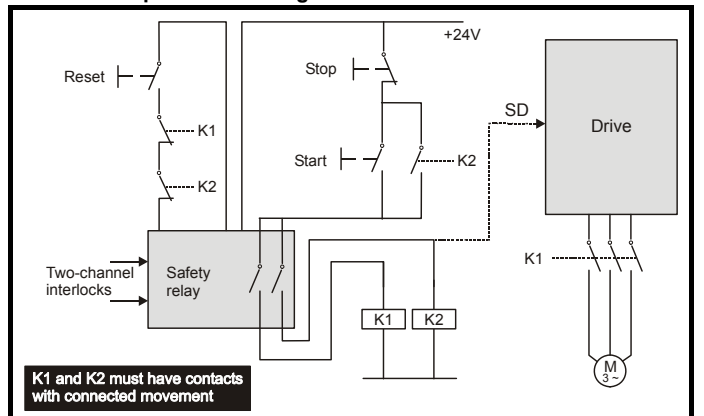 +24V
Reset
Stop
SD
Drive
K1
Start
K2
K2
K1
Two-channel
interlocks
Safety
relay
K1
K2
M
3 ~
K1 and K2 must have contacts
with connected movement